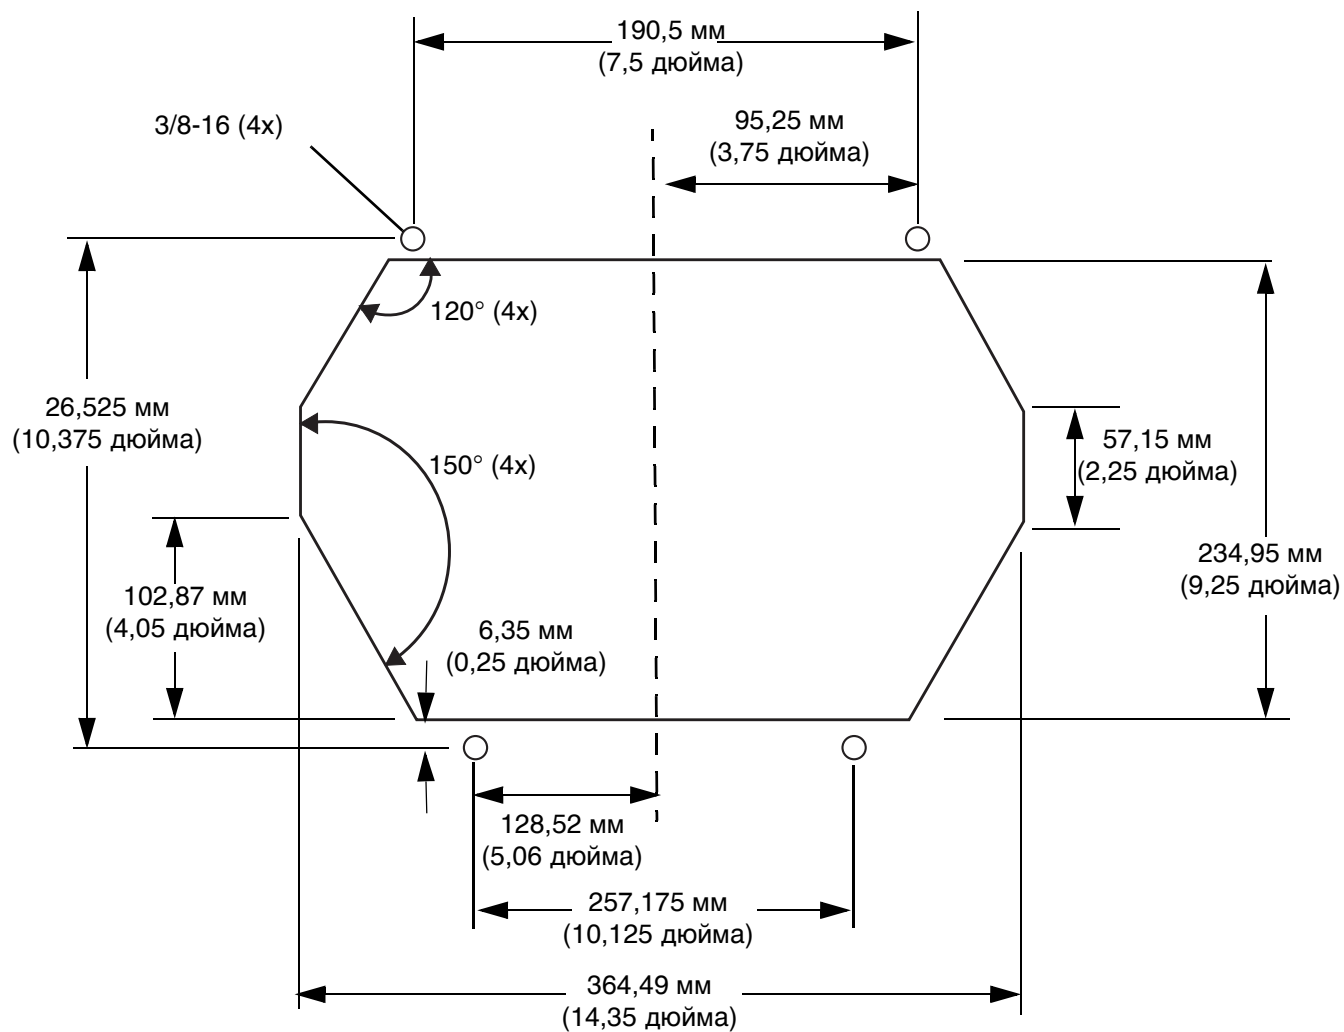 190,5 мм
(7,5 дюйма)
3/8-16 (4x)
95,25 мм
(3,75 дюйма)
120° (4x)
26,525 мм
(10,375 дюйма)
150° (4x)
57,15 мм
(2,25 дюйма)
234,95 мм
(9,25 дюйма)
102,87 мм
(4,05 дюйма)
6,35 мм
(0,25 дюйма)
128,52 мм
(5,06 дюйма)
257,175 мм
(10,125 дюйма)
364,49 мм
(14,35 дюйма)